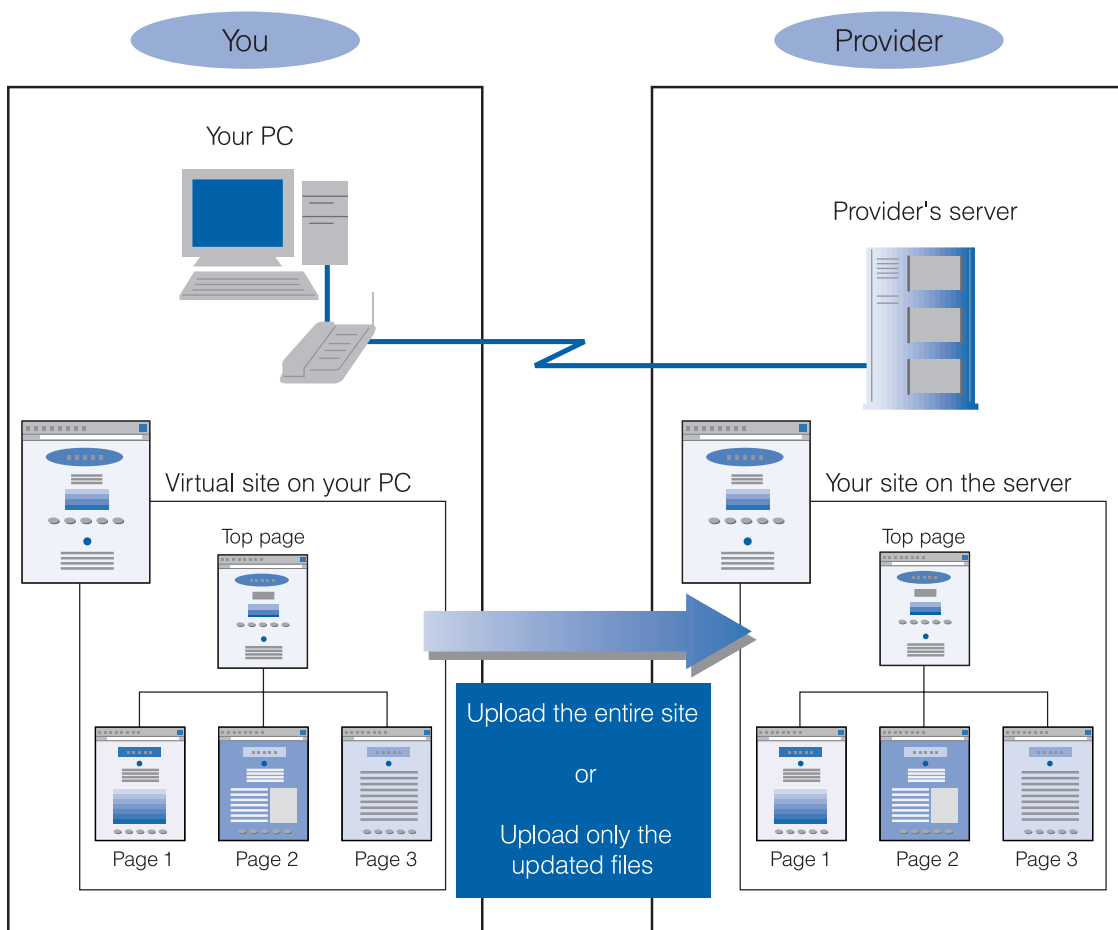 You
Provider
Your PC
Provider's server
Virtual site on your PC
Your site on the server
Top page
Top page
Upload the entire site
or
Upload only the
updated files
Page 1
Page 2
Page 3
Page 1
Page 2
Page 3